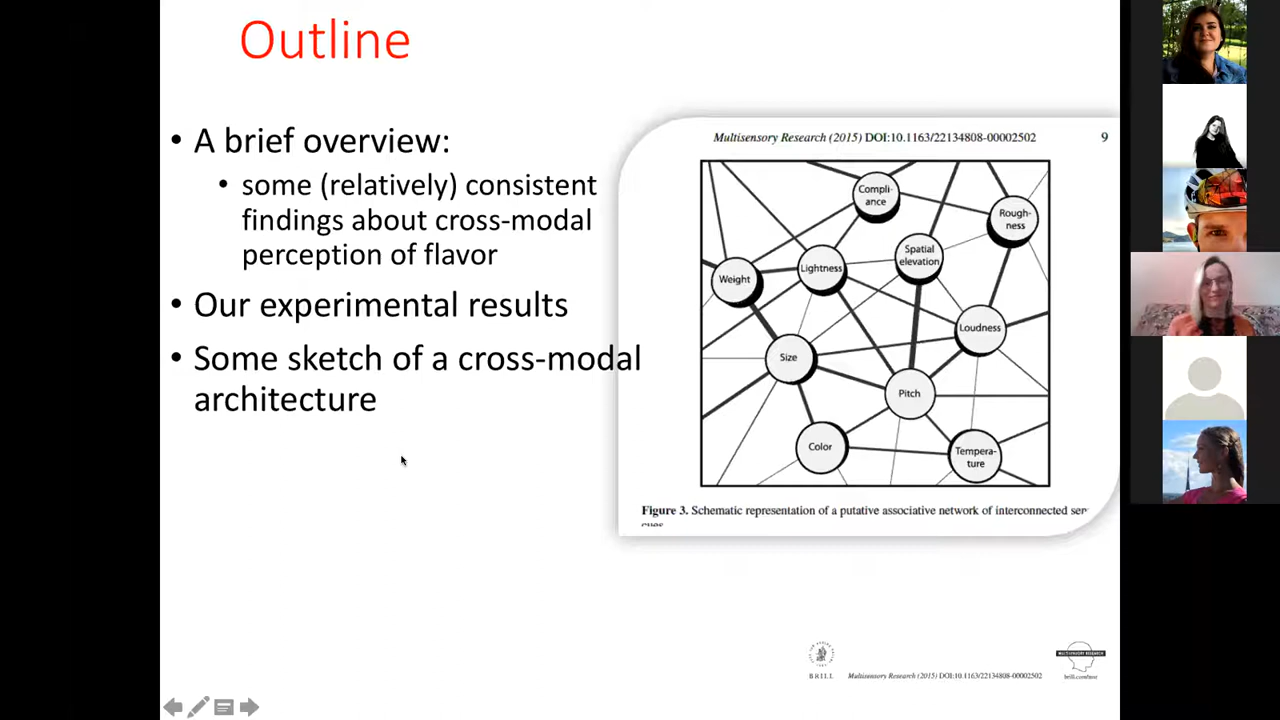 Outline
• A brief overview:
• some (relatively) consistent
findings about cross-modal
perception of flavor
• Our experimental results
• Some sketch of a cross-modal
architecture
Multisensory Research (2015) DOI:10.1163/22134808-00002502
9
Compli-
ance
Rough-
ness
Spatial
elevation
Lightness
Weight
Loudness
Size
Pitch
Color
Tempera-
ture
Figure 3. Schematic representation of a putative associative network of interconnected
BRILL
Multisensory Research (2015) DOI:10.1163/22134808-00002502
MULTISENSORY RESEARCH